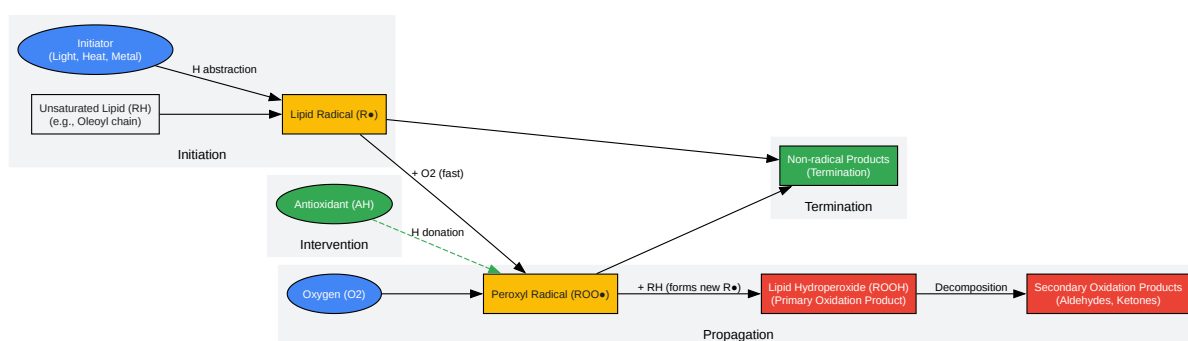 Initiator
(Light, Heat, Metal)
H abstraction
Unsaturated Lipid (RH)
(e.g., Oleoyl chain)
Lipid Radical (R●)
Initiation
+ O2 (fast)
Non-radical Products
(Termination)
Termination
Antioxidant (AH)
H donation
Intervention
Oxygen (O2)
Peroxyl Radical (ROO●)
+ RH (forms new R●)
Lipid Hydroperoxide (ROOH)
(Primary Oxidation Product)
Decomposition
Secondary Oxidation Products
(Aldehydes, Ketones)
Propagation